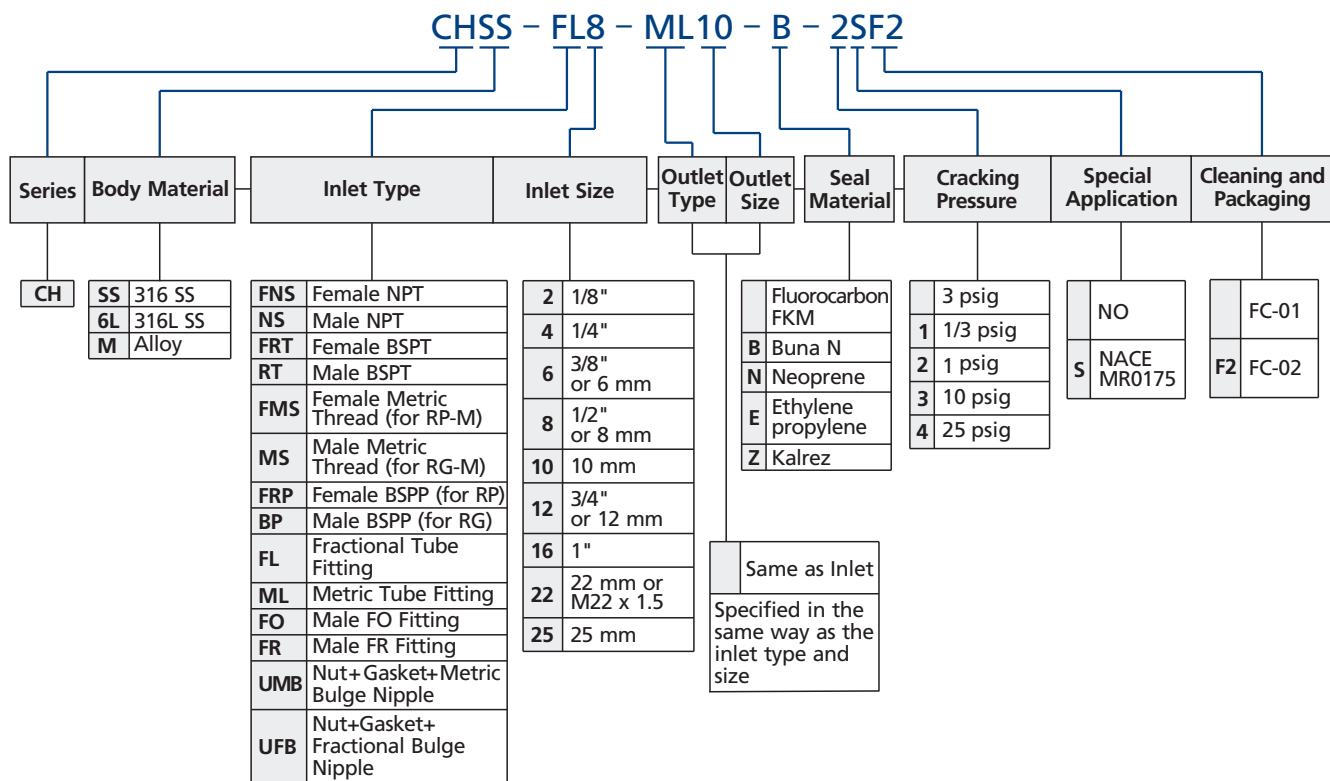 CHSS – FL8 – ML10 – B – 2SF2
Series
Body Material
Inlet Type
Inlet Size
Outlet
Type
Outlet
Size
Seal
Material
Cracking
Pressure
Special
Application
Cleaning and
Packaging
CH
SS 316 SS
6L 316L SS
M Alloy
FNS Female NPT
NS Male NPT
FRT Female BSPT
RT Male BSPT
FMS Female Metric
Thread (for RP-M)
MS Male Metric
Thread (for RG-M)
FRP Female BSPP (for RP)
BP Male BSPP (for RG)
FL Fractional Tube
Fitting
ML Metric Tube Fitting
FO Male FO Fitting
FR Male FR Fitting
UMB Nut+Gasket+Metric
Bulge Nipple
UFB Nut+Gasket+
Fractional Bulge
Nipple
2 1/8"
4 1/4"
6 3/8"
or 6 mm
8 1/2"
or 8 mm
10 10 mm
12 3/4"
or 12 mm
16 1"
22 22 mm or
M22 x 1.5
25 25 mm
Same as Inlet
Specified in the
same way as the
inlet type and
size
Fluorocarbon
FKM
B Buna N
N Neoprene
E Ethylene
propylene
Z Kalrez
3 psig
1 1/3 psig
2 1 psig
3 10 psig
4 25 psig
NO
S NACE
MR0175
FC-01
F2 FC-02